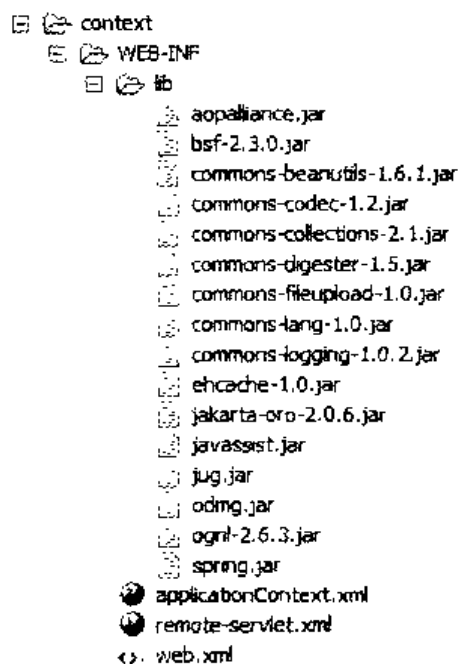 context
WEB-INF
lib
aopalliance.jar
bsf-2.3.0.jar
commons-beanutils-1.6.1.jar
commons-codec-1.2.jar
commons-collections-2.1.jar
commons-digester-1.5.jar
commons-fileupload-1.0.jar
commons-lang-1.0.jar
commons-logging-1.0.2.jar
ehcache-1.0.jar
jakarta-oro-2.0.6.jar
javassist.jar
jug.jar
odmg.jar
ognl-2.6.3.jar
spring.jar
applicationContext.xml
remote-servlet.xml
web.xml